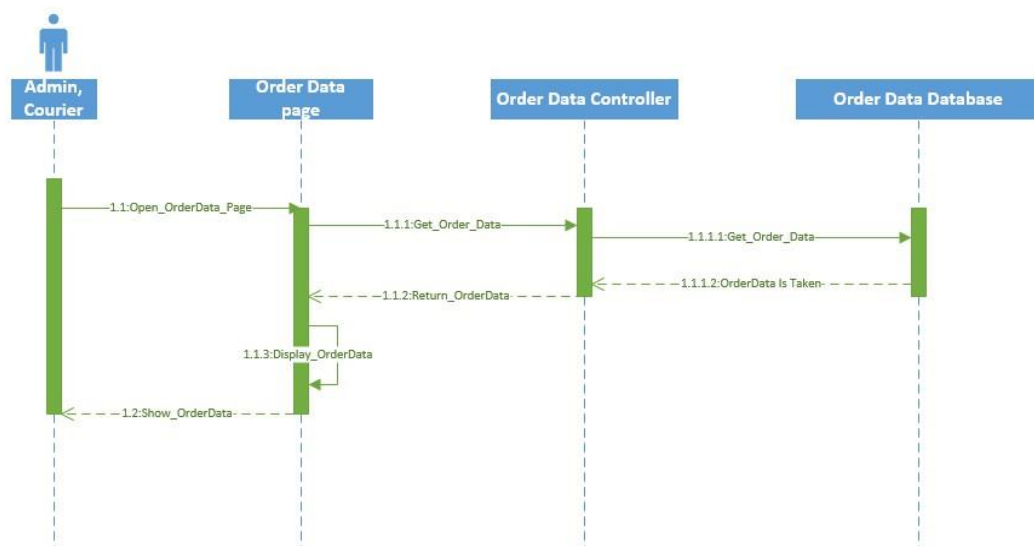 Admin,
Courier
Order Data
page
Order Data Controller
Order Data Database
1.1:Open_OrderData_Page
1.1.1:Get_Order_Data
1.1.1.1:Get_Order_Data
1.1.1.2:OrderData Is Taken
1.1.2:Return_OrderData
1.1.3:Display_OrderData
1.2:Show_OrderData